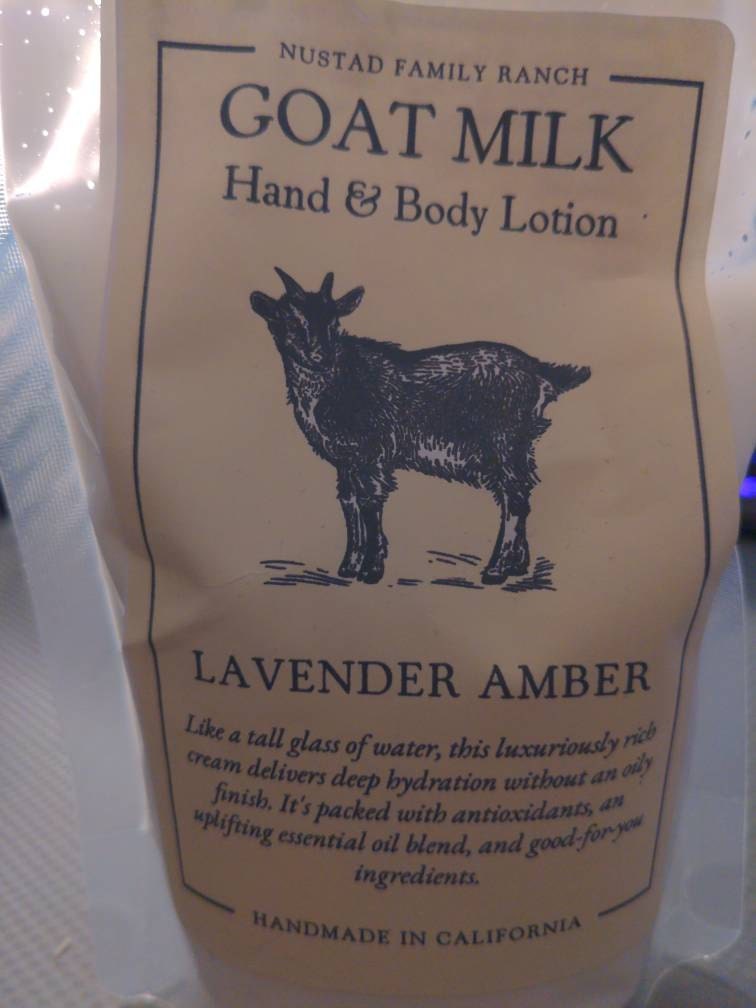 NUSTAD FAMILY RANCH
GOAT MILK
Hand & Body Lotion
LAVENDER AMBER
Like a tall glass of water, this luxuriously rich
cream delivers deep hydration without an oily
finish. It's packed with antioxidants, an
uplifting essential oil blend, and good-for-you
ingredients.
HANDMADE IN CALIFORNIA